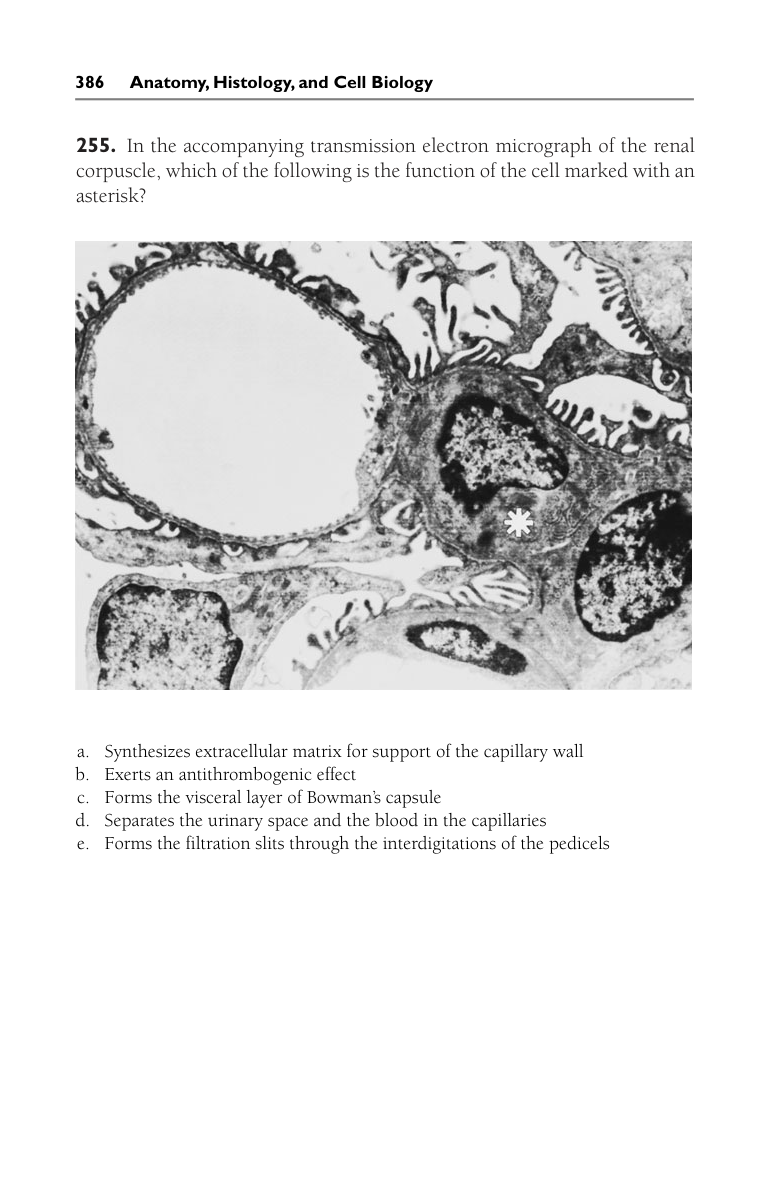 386 Anatomy, Histology, and Cell Biology
255. In the accompanying transmission electron micrograph of the renal
corpuscle, which of the following is the function of the cell marked with an
asterisk?
a. Synthesizes extracellular matrix for support of the capillary wall
b. Exerts an antithrombogenic effect
c. Forms the visceral layer of Bowman’s capsule
d. Separates the urinary space and the blood in the capillaries
e. Forms the filtration slits through the interdigitations of the pedicels